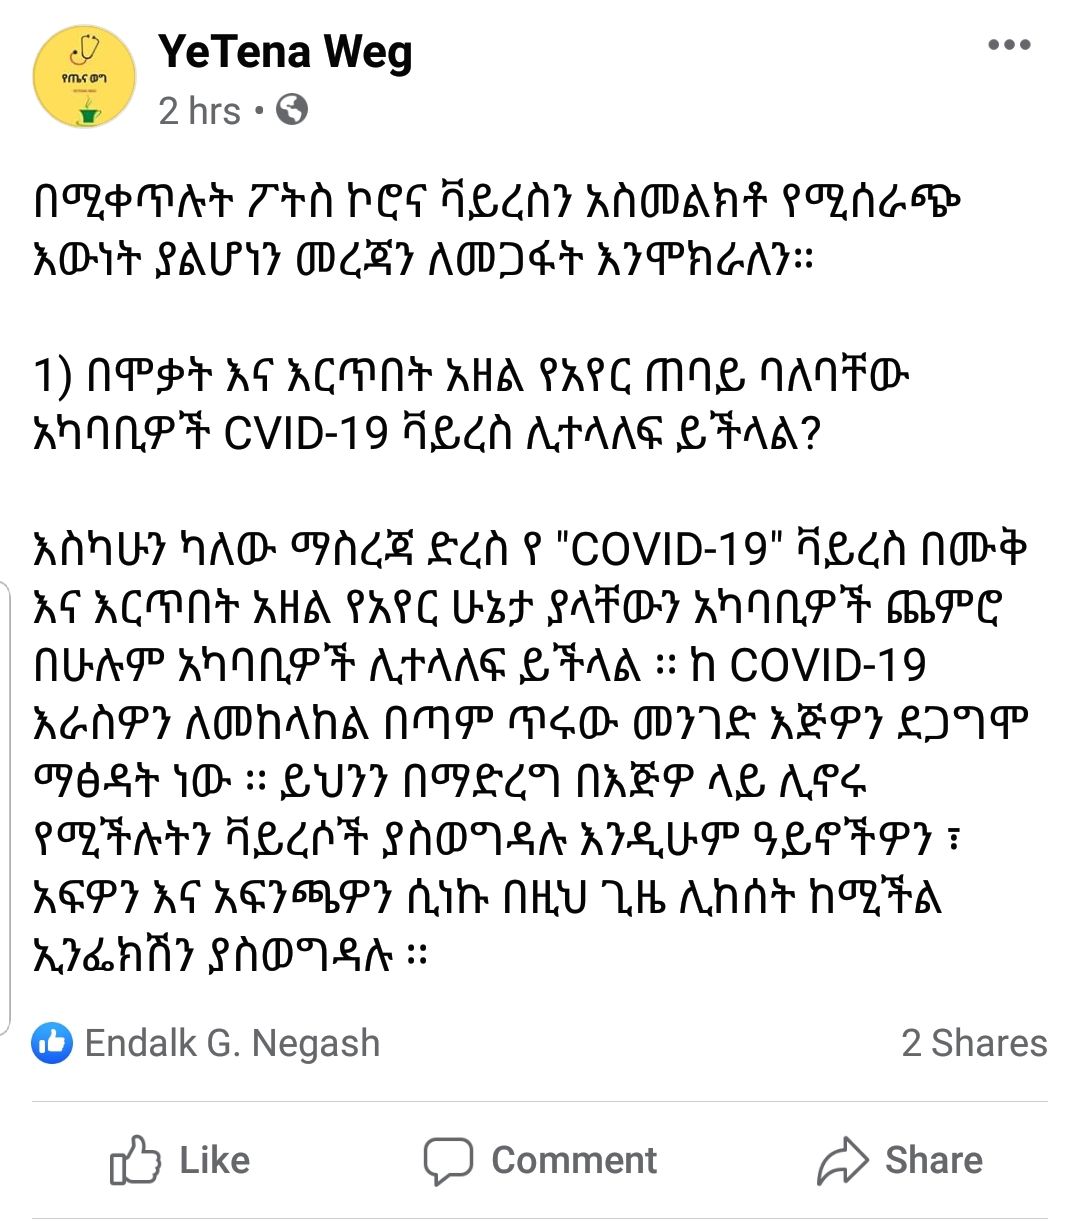 YeTena Weg
የጤና ወግ
2 hrs •
በሚቀጥሉት ፖትስ ኮሮና ቫይረስን አስመልክቶ የሚሰራጭ
እውነት ያልሆነን መረጃን ለመጋፋት እንሞክራለን።
1) በሞቃት እና እርጥበት አዘል የአየር ጠባይ ባለባቸው
አካባቢዎች CVID-19 ቫይረስ ሊተላለፍ ይችላል?
እስካሁን ካለው ማስረጃ ድረስ የ "COVID-19" ቫይረስ በሙቅ
እና እርጥበት አዘል የአየር ሁኔታ ያላቸውን አካባቢዎች ጨምሮ
በሁሉም አካባቢዎች ሊተላለፍ ይችላል ። ከ COVID-19
እራስዎን ለመከላከል በጣም ጥሩው መንገድ እጅዎን ደጋግሞ
ማፅዳት ነው ። ይህንን በማድረግ በእጅዎ ላይ ሊኖሩ
የሚችሉትን ቫይረሶች ያስወግዳሉ እንዲሁም ዓይኖችዎን ፣
አፍዎን እና አፍንጫዎን ሲነኩ በዚህ ጊዜ ሊከሰት ከሚችል
ኢንፌክሽን ያስወግዳሉ ።
Endalk G. Negash 2 Shares
Like Comment Share